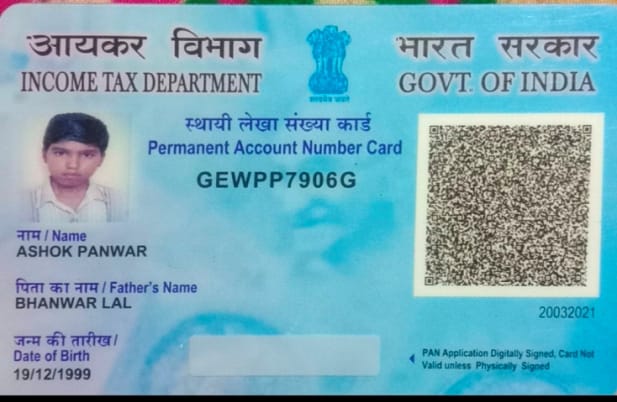 आयकर विभाग
INCOME TAX DEPARTMENT
भारत सरकार
GOVT. OF INDIA
सत्यमेव जयते
स्थायी लेखा संख्या कार्ड
Permanent Account Number Card
GEWPP7906G
नाम / Name
ASHOK PANWAR
पिता का नाम / Father's Name
BHANWAR LAL
जन्म की तारीख /
Date of Birth
19/12/1999
20032021
PAN Application Digitally Signed, Card Not
Valid unless Physically Signed